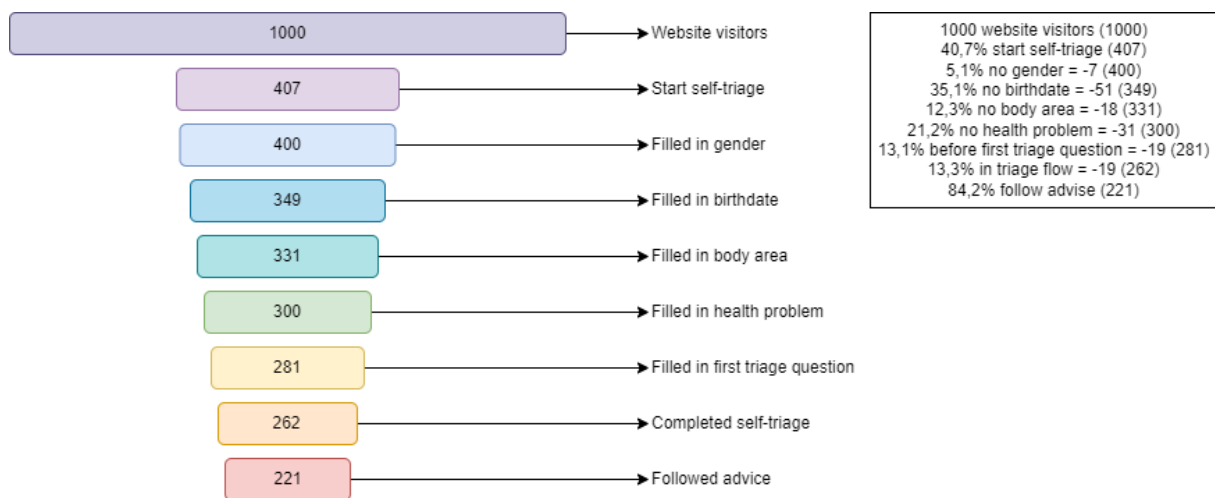 1000 Website visitors
407 Start self-triage
400 Filled in gender
349 Filled in birthdate
331 Filled in body area
300 Filled in health problem
281 Filled in first triage question
262 Completed self-triage
221 Followed advice
1000 website visitors (1000)
40,7% start self-triage (407)
5,1% no gender = -7 (400)
35,1% no birthdate = -51 (349)
12,3% no body area = -18 (331)
21,2% no health problem = -31 (300)
13,1% before first triage question = -19 (281)
13,3% in triage flow = -19 (262)
84,2% follow advise (221)